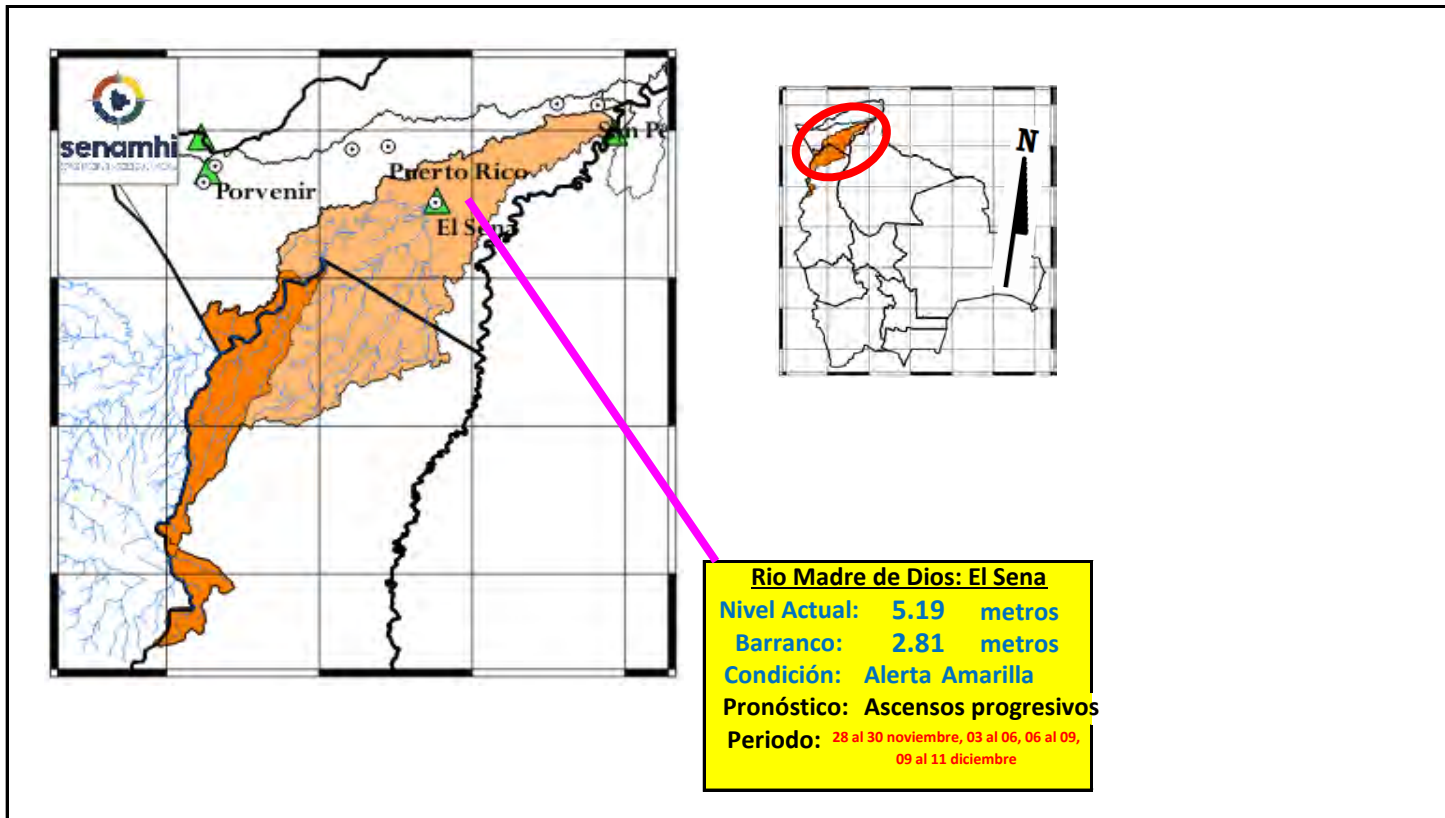 senamhi
San Pe
Puerto Rico
Porvenir
El Sena
N
Rio Madre de Dios: El Sena
Nivel Actual: 5.19 metros
Barranco: 2.81 metros
Condición: Alerta Amarilla
Pronóstico: Ascensos progresivos
Periodo: 28 al 30 noviembre, 03 al 06, 06 al 09,
09 al 11 diciembre